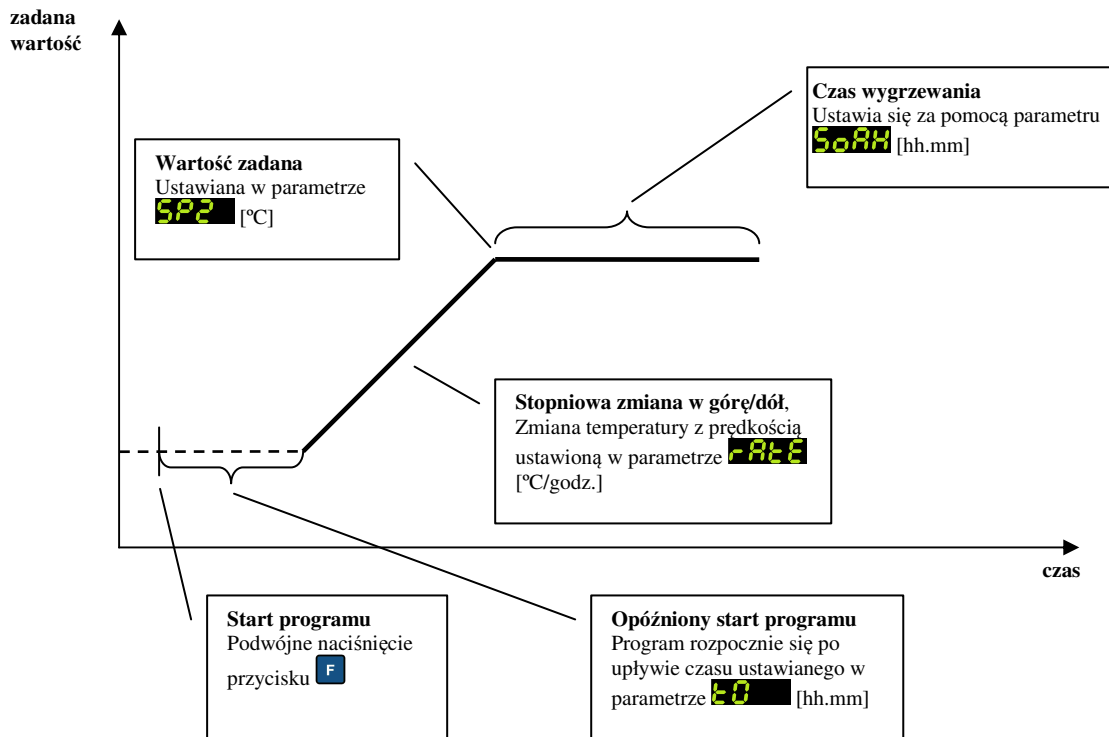 zadana
wartość
Czas wygrzewania
Ustawia się za pomocą parametru
SoAH [hh.mm]
Wartość zadana
Ustawiana w parametrze
SP2 [ºC]
Stopniowa zmiana w górę/dół,
Zmiana temperatury z prędkością
ustawioną w parametrze rAtE
[ºC/godz.]
czas
Start programu
Podwójne naciśnięcie
przycisku F
Opóźniony start programu
Program rozpocznie się po
upływie czasu ustawianego w
parametrze t0 [hh.mm]